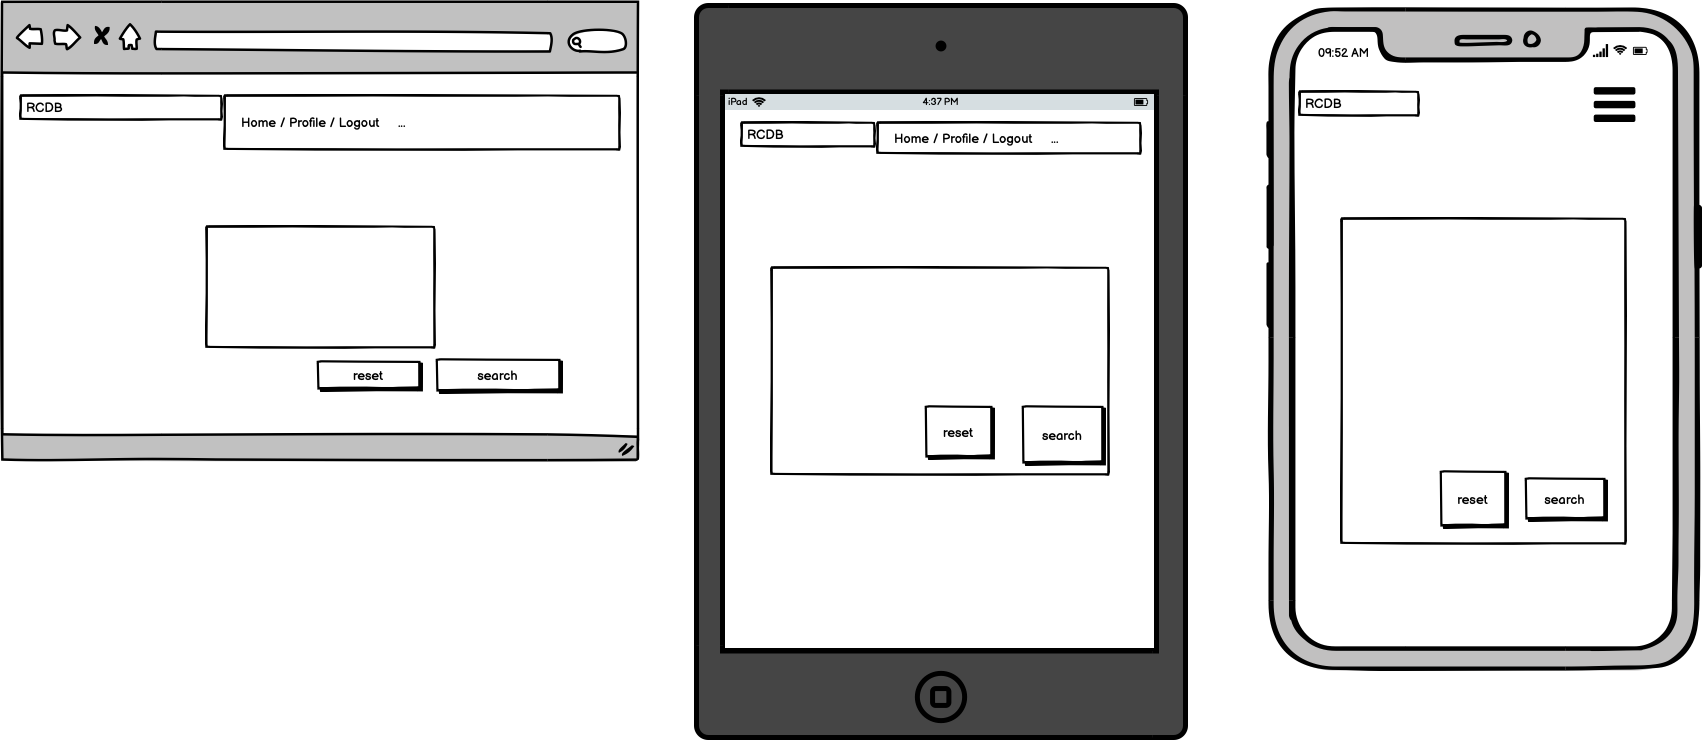 RCDB
Home / Profile / Logout ...
reset
search
iPad
4:37 PM
RCDB
Home / Profile / Logout ...
reset
search
09:52 AM
RCDB
reset
search